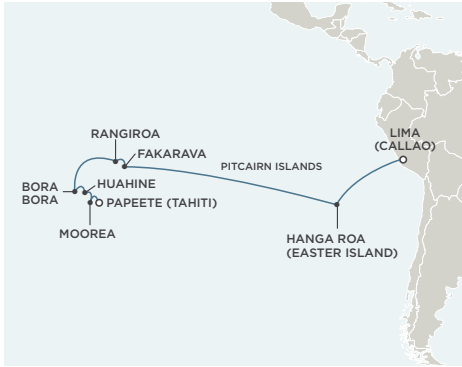 RANGIROA
FAKARAVA
PITCAIRN ISLANDS
LIMA
(CALLAO)
BORA
BORA
HUAHINE
PAPEETE (TAHITI)
MOOREA
HANGA ROA
(EASTER ISLAND)